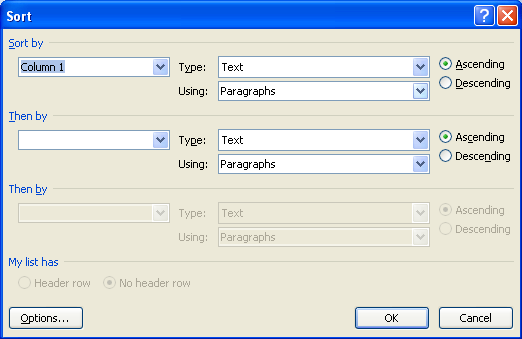 Sort
Sort by
Column 1 Type: Text Ascending
Using: Paragraphs Descending
Then by
Type: Text Ascending
Using: Paragraphs Descending
Then by
Type: Text Ascending
Using: Paragraphs Descending
My list has
Header row No header row
Options... OK Cancel